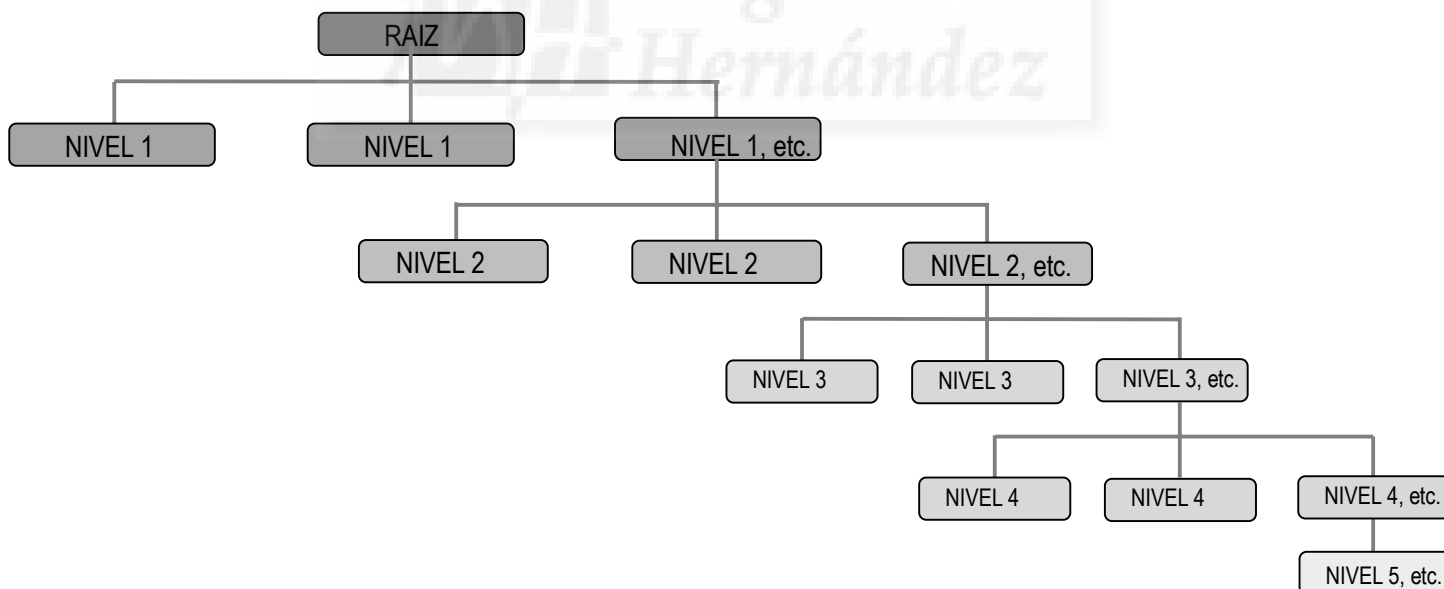 RAIZ
Hernández
NIVEL 1
NIVEL 1
NIVEL 1, etc.
NIVEL 2
NIVEL 2
NIVEL 2, etc.
NIVEL 3
NIVEL 3
NIVEL 3, etc.
NIVEL 4
NIVEL 4
NIVEL 4, etc.
NIVEL 5, etc.